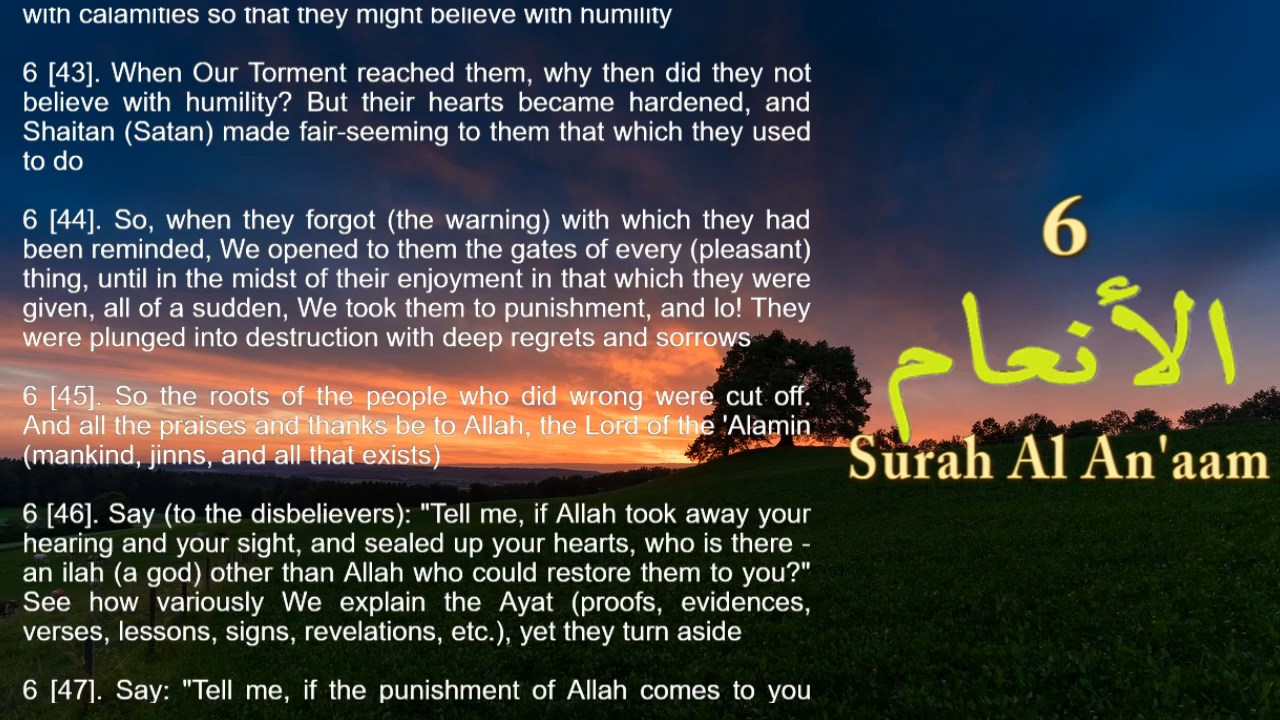 with calamities so that they might believe with humility
6 [43]. When Our Torment reached them, why then did they not
believe with humility? But their hearts became hardened, and
Shaitan (Satan) made fair-seeming to them that which they used
to do
6 [44]. So, when they forgot (the warning) with which they had
been reminded, We opened to them the gates of every (pleasant)
thing, until in the midst of their enjoyment in that which they were
given, all of a sudden, We took them to punishment, and lo! They
were plunged into destruction with deep regrets and sorrows
6 [45]. So the roots of the people who did wrong were cut off.
And all the praises and thanks be to Allah, the Lord of the 'Alamin
(mankind, jinns, and all that exists)
6 [46]. Say (to the disbelievers): "Tell me, if Allah took away your
hearing and your sight, and sealed up your hearts, who is there -
an ilah (a god) other than Allah who could restore them to you?"
See how variously We explain the Ayat (proofs, evidences,
verses, lessons, signs, revelations, etc.), yet they turn aside
6 [47]. Say: "Tell me, if the punishment of Allah comes to you
6
الأنعام
Surah Al An'aam